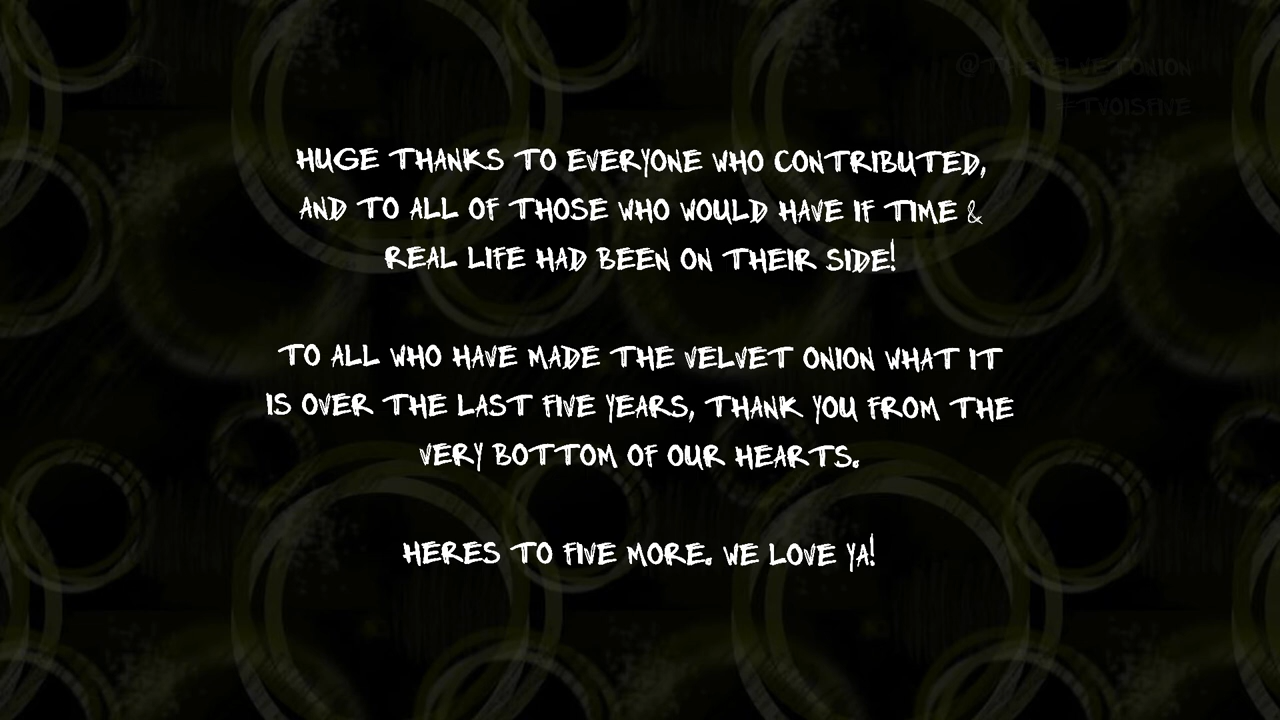 @THEVELVETONION
#TVOISFIVE
HUGE THANKS TO EVERYONE WHO CONTRIBUTED,
AND TO ALL OF THOSE WHO WOULD HAVE IF TIME &
REAL LIFE HAD BEEN ON THEIR SIDE!
TO ALL WHO HAVE MADE THE VELVET ONION WHAT IT
IS OVER THE LAST FIVE YEARS, THANK YOU FROM THE
VERY BOTTOM OF OUR HEARTS.
HERES TO FIVE MORE. WE LOVE YA!